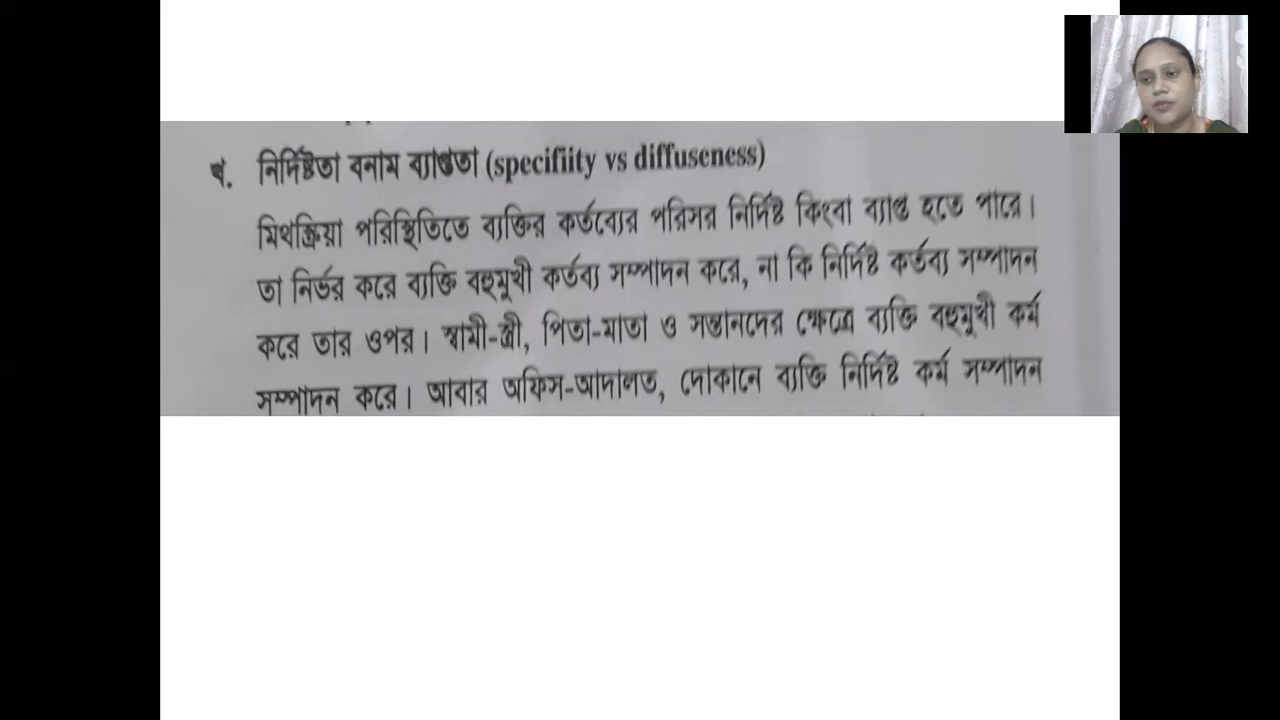 খ. নির্দিষ্টতা বনাম ব্যাপ্ততা (specifiity vs diffuseness)
মিথষ্ক্রিয়া পরিস্থিতিতে ব্যক্তির কর্তব্যের পরিসর নির্দিষ্ট কিংবা ব্যাপ্ত হতে পারে।
তা নির্ভর করে ব্যক্তি বহুমুখী কর্তব্য সম্পাদন করে, না কি নির্দিষ্ট কর্তব্য সম্পাদন
করে তার ওপর। স্বামী-স্ত্রী, পিতা-মাতা ও সন্তানদের ক্ষেত্রে ব্যক্তি বহুমুখী কর্ম
সম্পাদন করে। আবার অফিস-আদালত, দোকানে ব্যক্তি নির্দিষ্ট কর্ম সম্পাদন